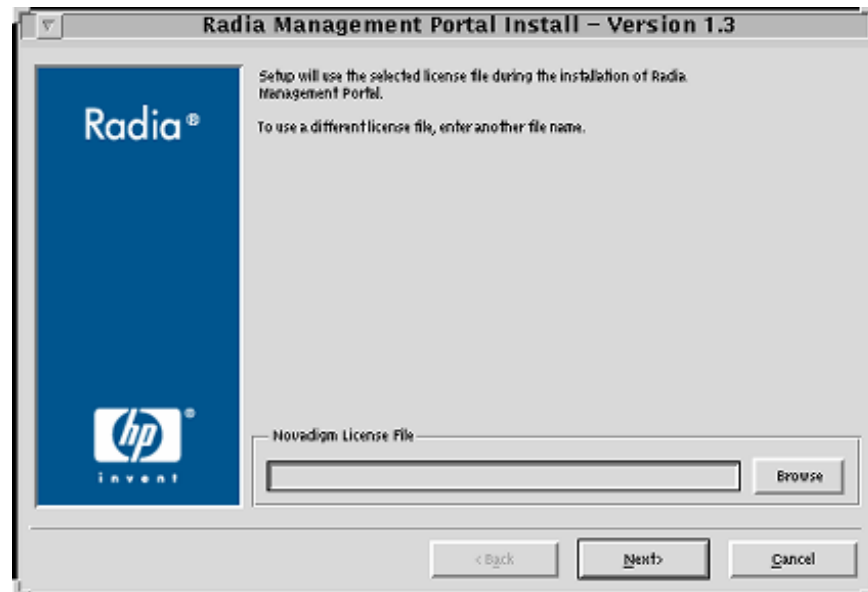 Radia Management Portal Install – Version 1.3
Setup will use the selected license file during the installation of Radia
Management Portal.
To use a different license file, enter another file name.
Radia®
hp®
invent
Novadigm License File
Browse
< Back
Next>
Cancel